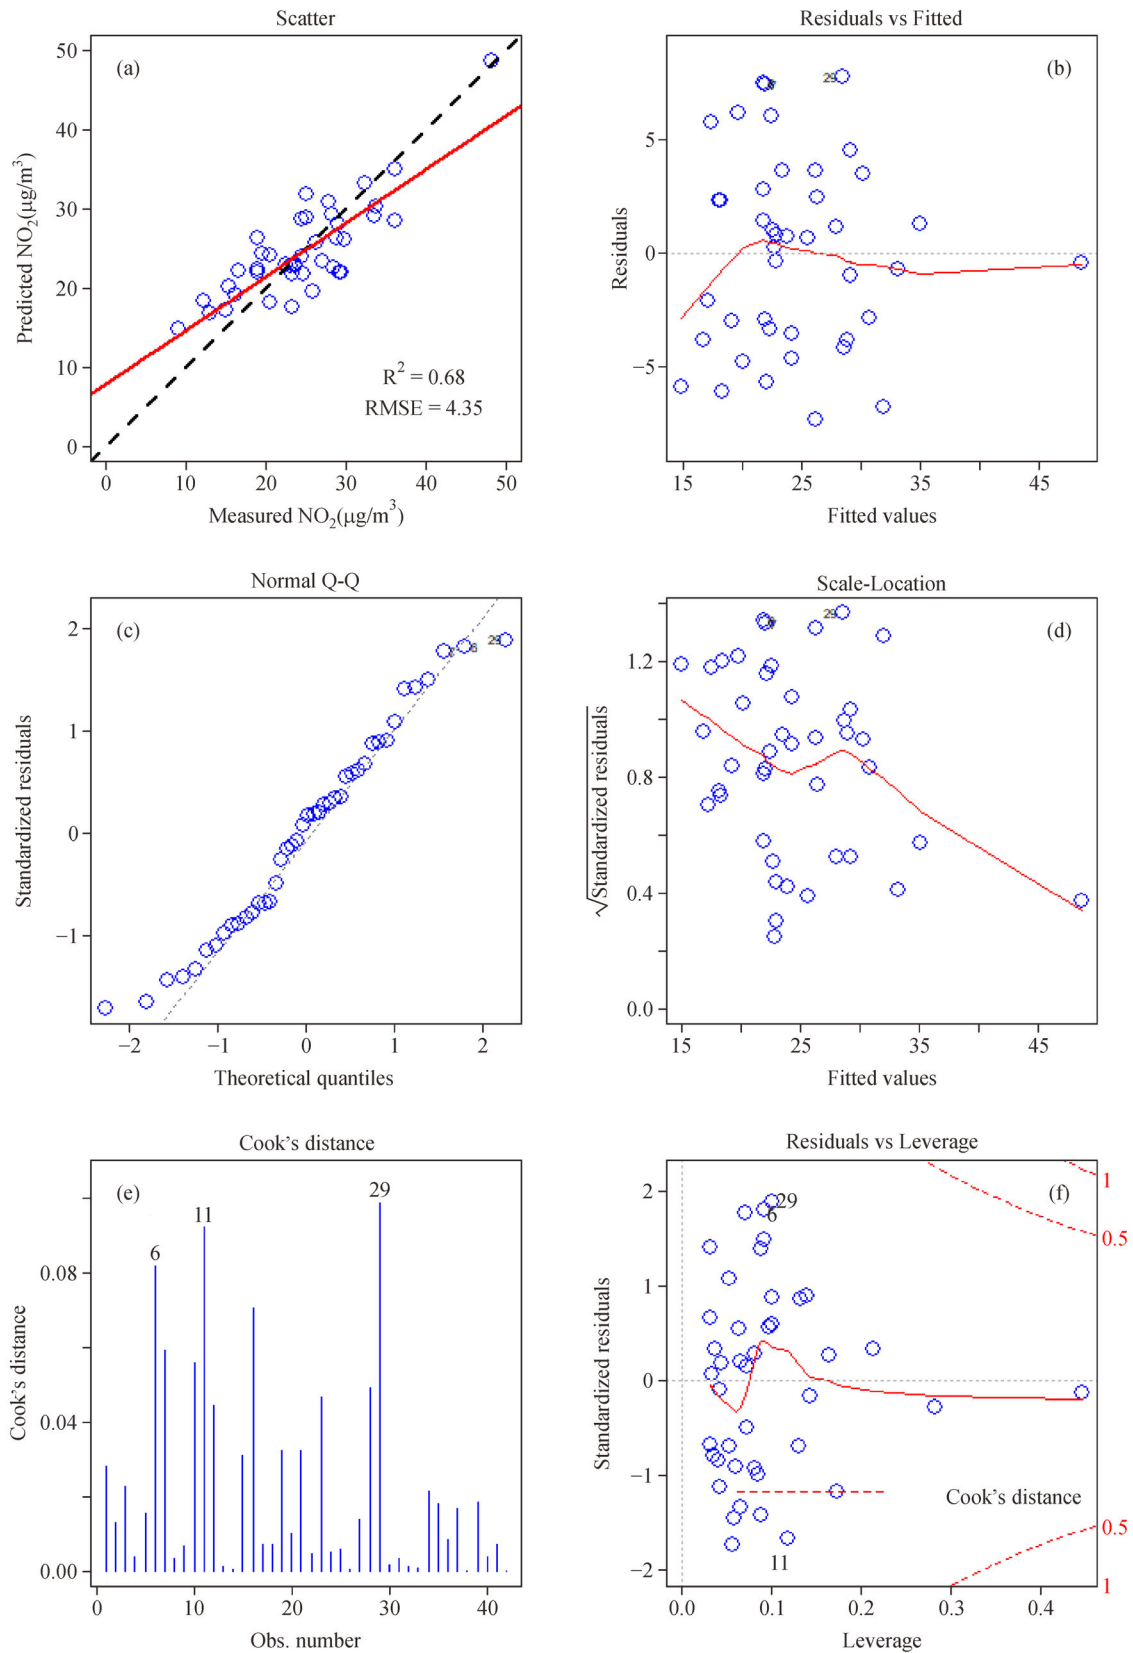 Scatter
(a)
50
40
30
20
10
0
Predicted NO2(μg/m3)
R2 = 0.68
RMSE = 4.35
0 10 20 30 40 50
Measured NO2(μg/m3)
Residuals vs Fitted
(b)
29
5
0
−5
Residuals
15 25 35 45
Fitted values
Normal Q-Q
(c)
29
6
2
1
0
−1
Standardized residuals
−2 −1 0 1 2
Theoretical quantiles
Scale-Location
(d)
29
1.2
0.8
0.4
0.0
√Standardized residuals
15 25 35 45
Fitted values
Cook's distance
(e)
29
11
6
0.08
0.04
0.00
Cook's distance
0 10 20 30 40
Obs. number
Residuals vs Leverage
(f)
1
0.5
29
6
2
1
0
−1
−2
Standardized residuals
Cook's distance
0.5
11
1
0.0 0.1 0.2 0.3 0.4
Leverage